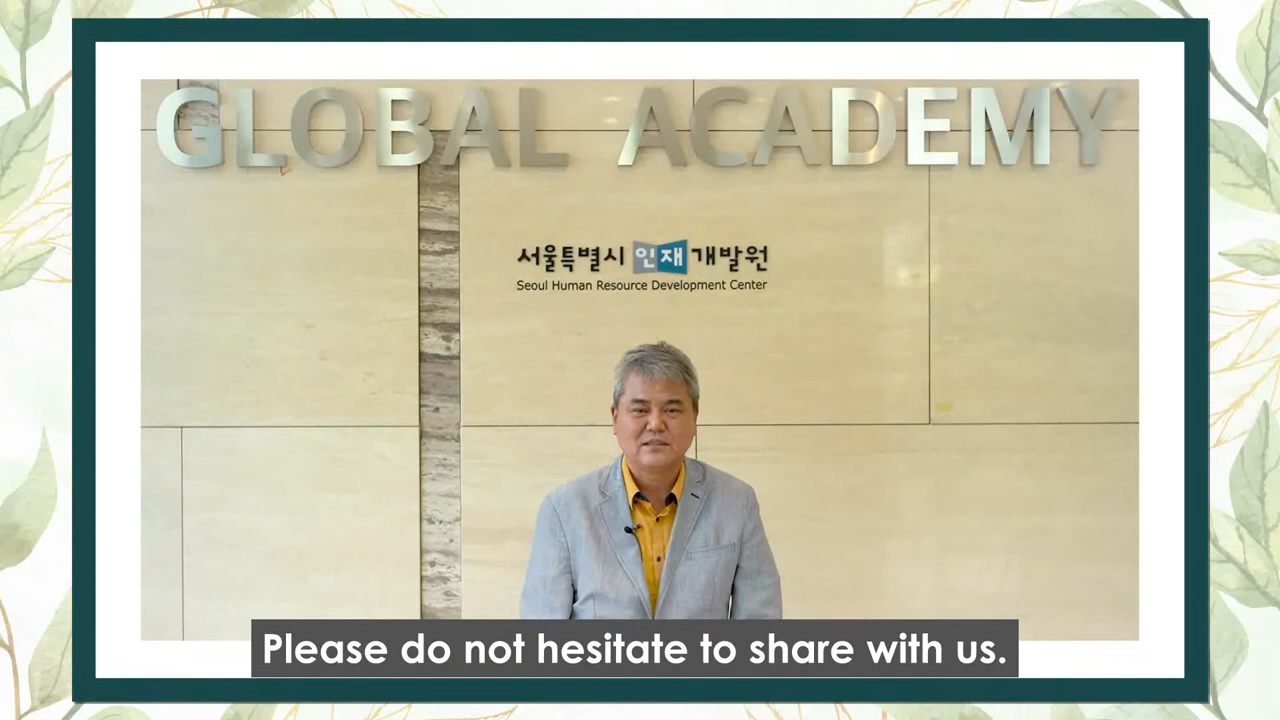 GLOBAL ACADEMY
서울특별시 인재개발원
Seoul Human Resource Development Center
Please do not hesitate to share with us.